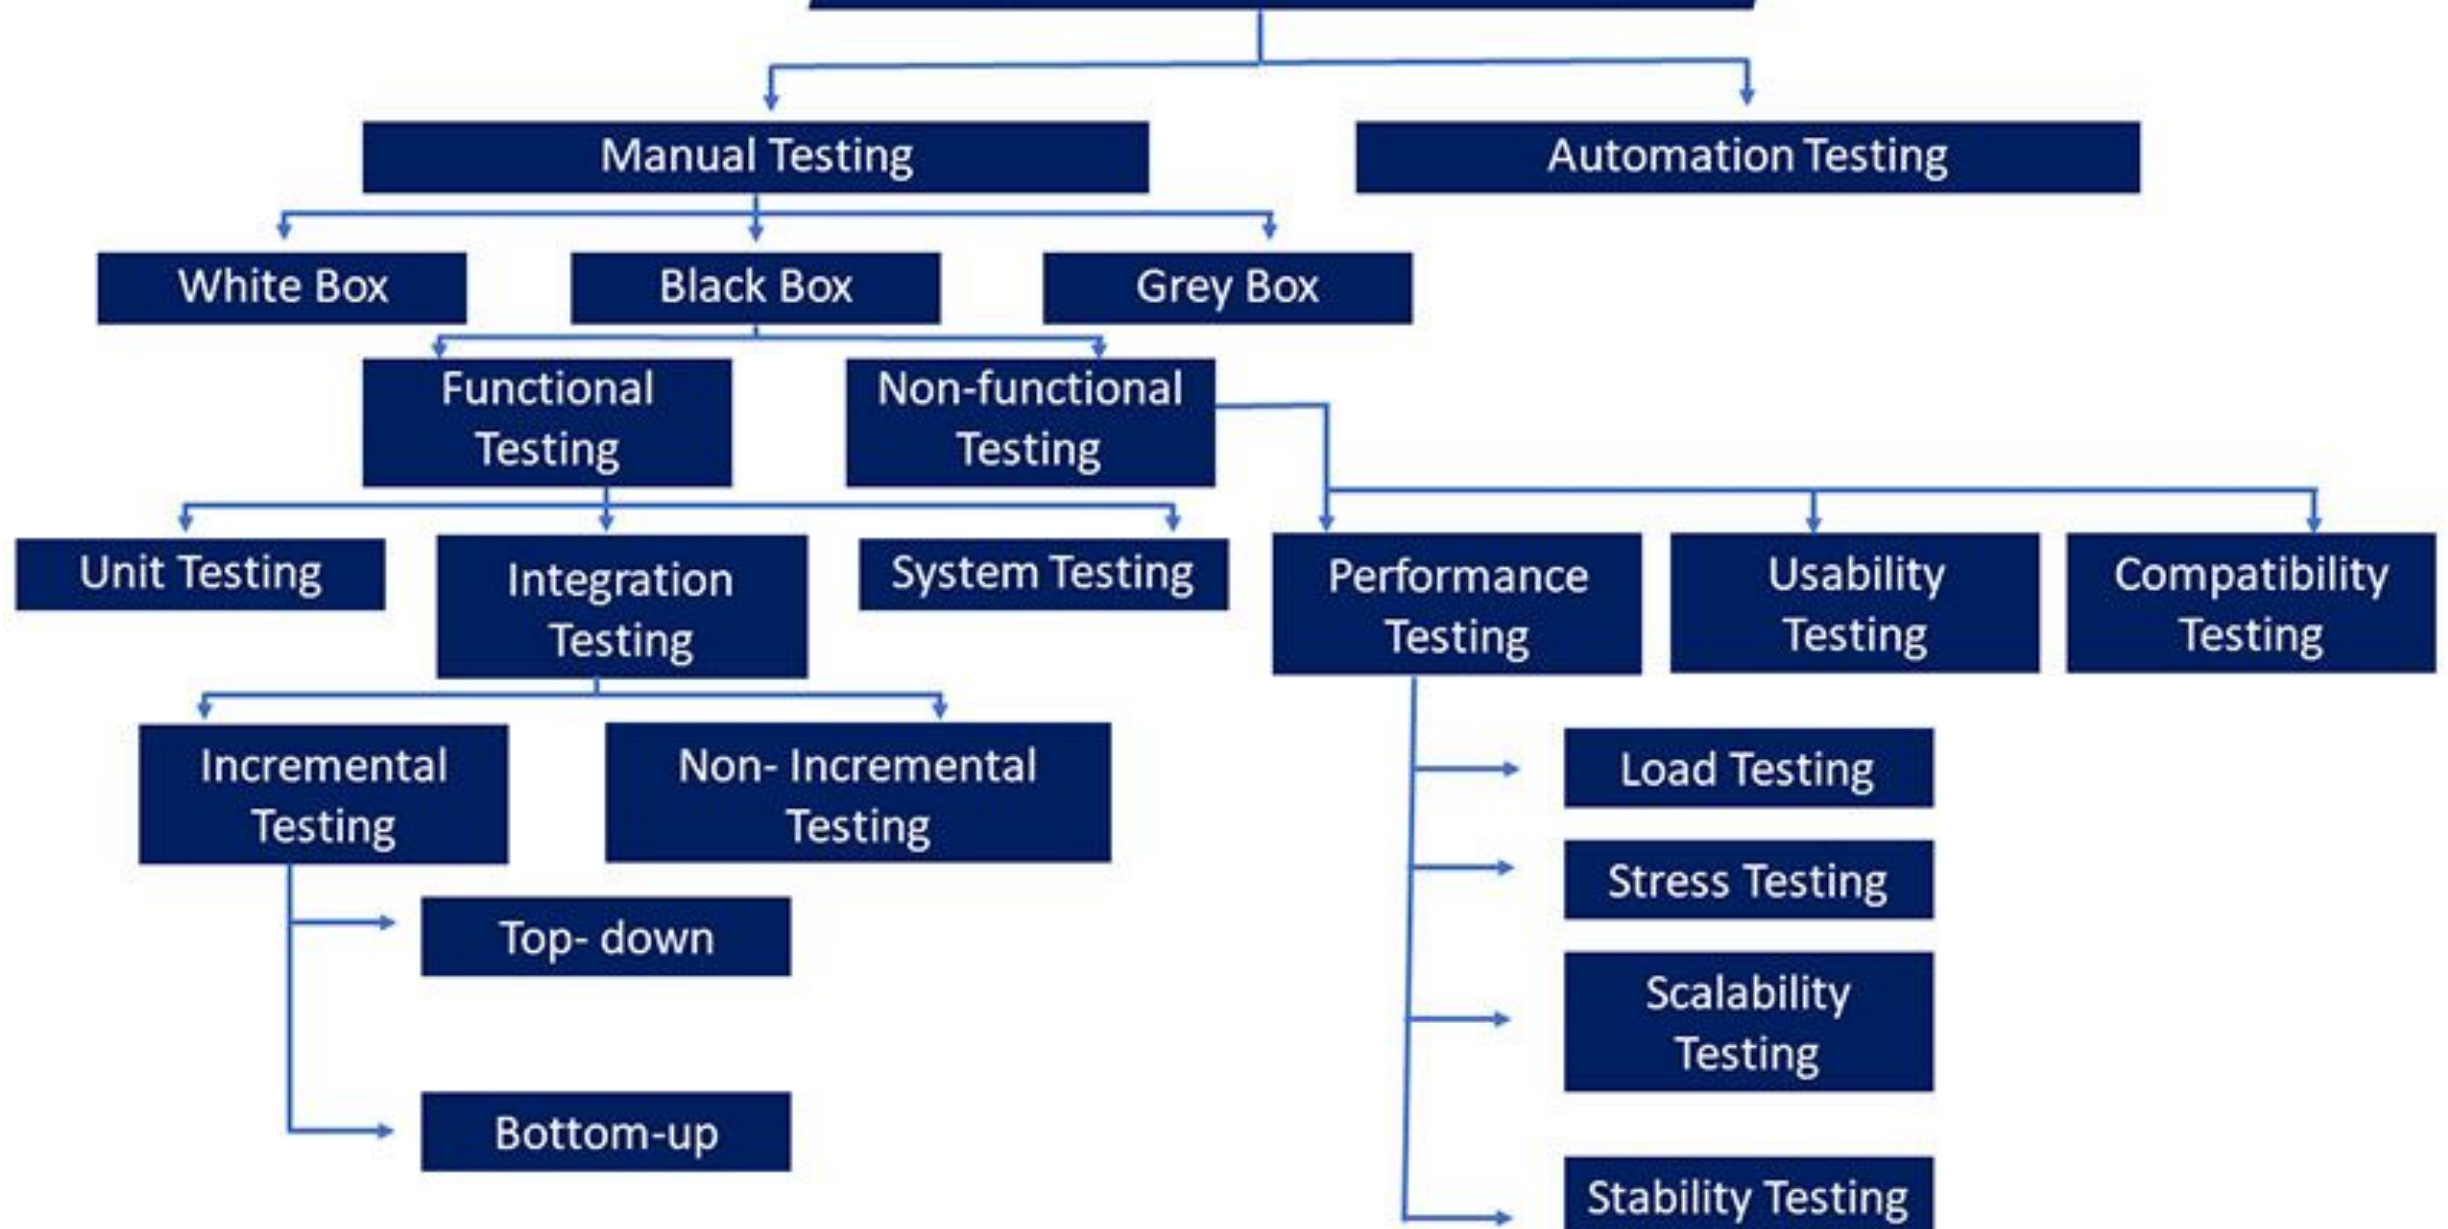 Manual Testing
Automation Testing
White Box
Black Box
Grey Box
Functional
Testing
Non-functional
Testing
Unit Testing
Integration
Testing
System Testing
Performance
Testing
Usability
Testing
Compatibility
Testing
Incremental
Testing
Non- Incremental
Testing
Top- down
Bottom-up
Load Testing
Stress Testing
Scalability
Testing
Stability Testing